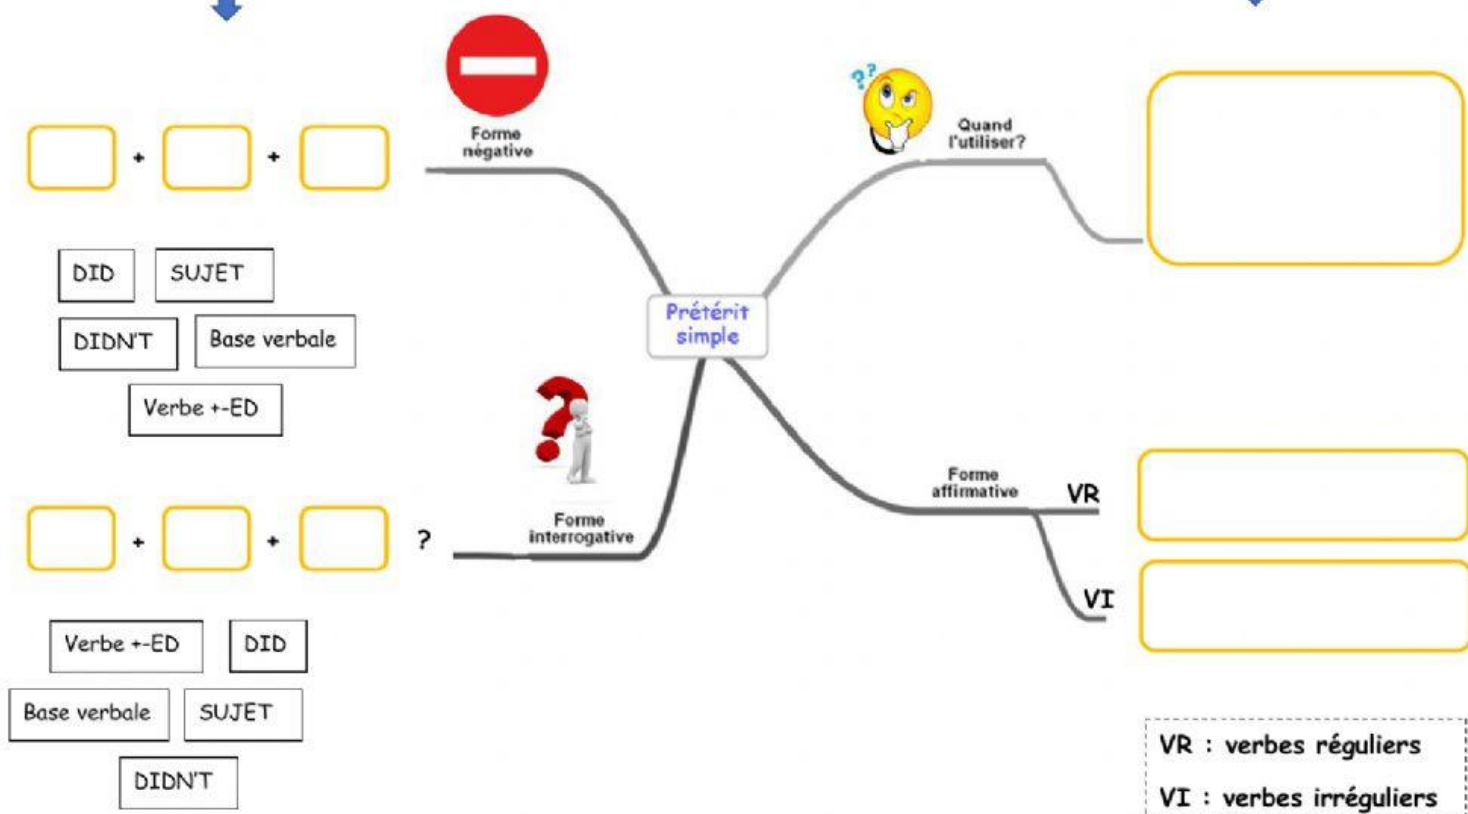 Forme
négative
+
+
DID
SUJET
DIDN'T
Base verbale
Verbe +-ED
??
Quand
l'utiliser?
Prétérit
simple
Forme
interrogative
+
+
?
Verbe +-ED
DID
Base verbale
SUJET
DIDN'T
Forme
affirmative
VR
VI
VR : verbes réguliers
VI : verbes irréguliers